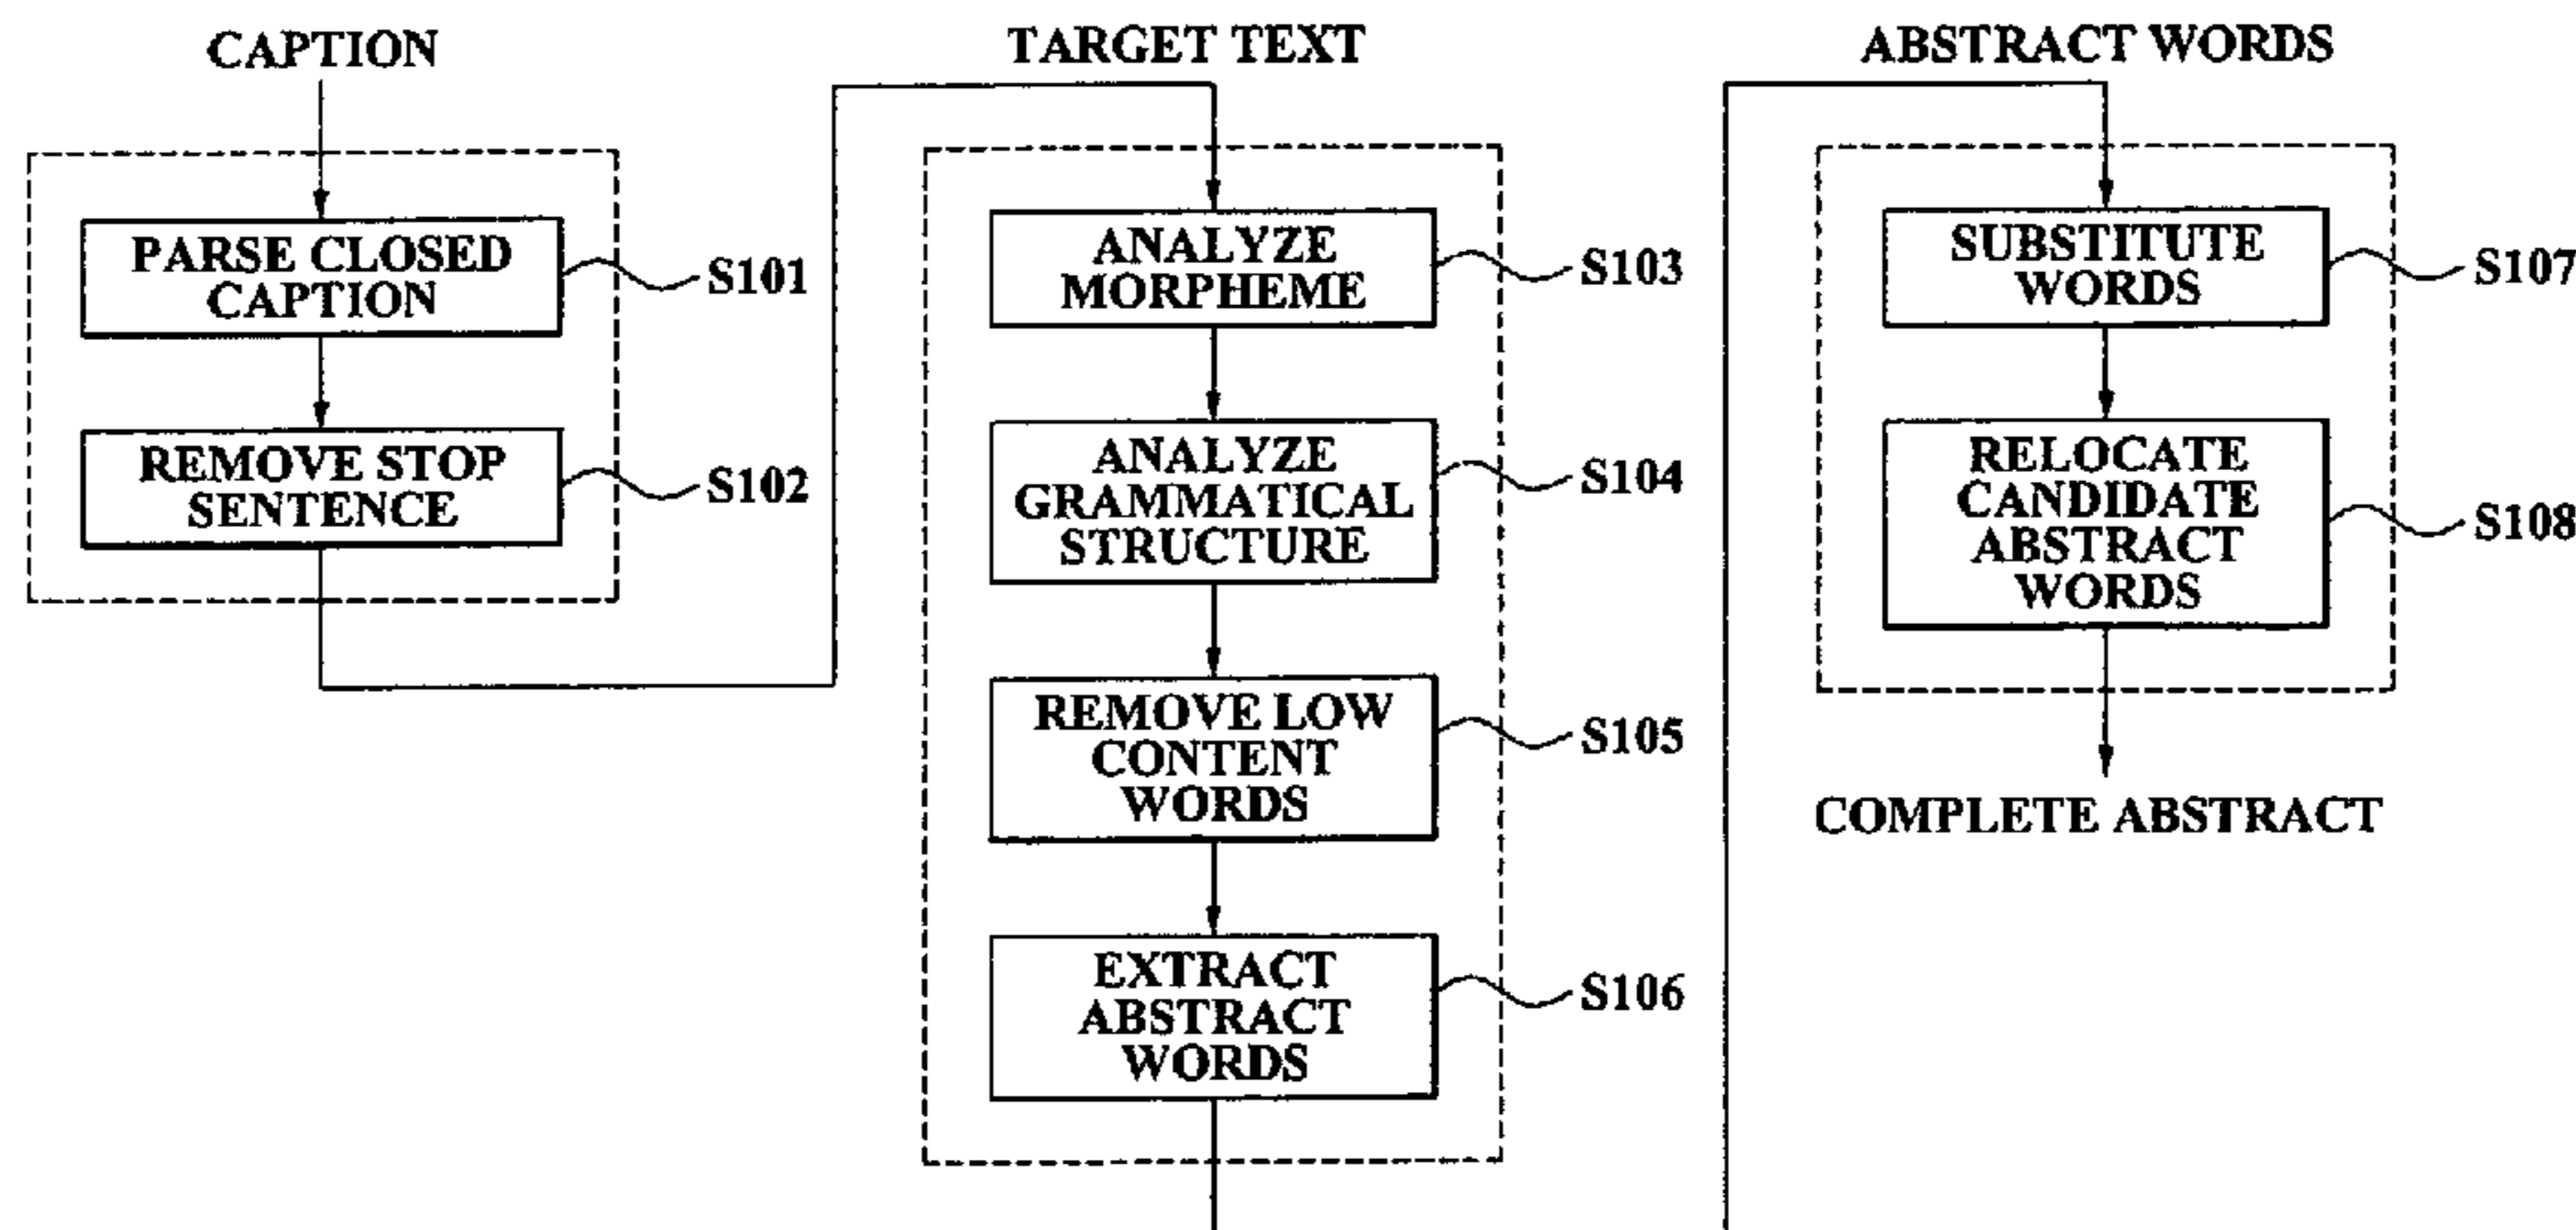 CAPTION
PARSE CLOSED
CAPTION
S101
REMOVE STOP
SENTENCE
S102
TARGET TEXT
ANALYZE
MORPHEME
S103
ANALYZE
GRAMMATICAL
STRUCTURE
S104
REMOVE LOW
CONTENT
WORDS
S105
EXTRACT
ABSTRACT
WORDS
S106
ABSTRACT WORDS
SUBSTITUTE
WORDS
S107
RELOCATE
CANDIDATE
ABSTRACT
WORDS
S108
COMPLETE ABSTRACT